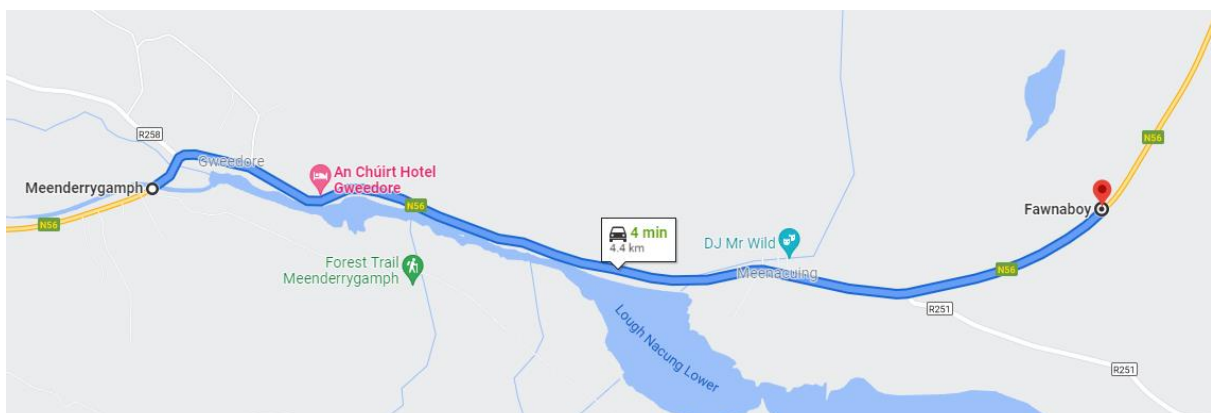 R258
Gweedore
Meenderrygamph
An Chúirt Hotel
Gweedore
N56
N56
Forest Trail
Meenderrygamph
4 min
4.4 km
DJ Mr Wild
Meenacuing
Lough Nacung Lower
N56
Fawnaboy
N56
R251
R251